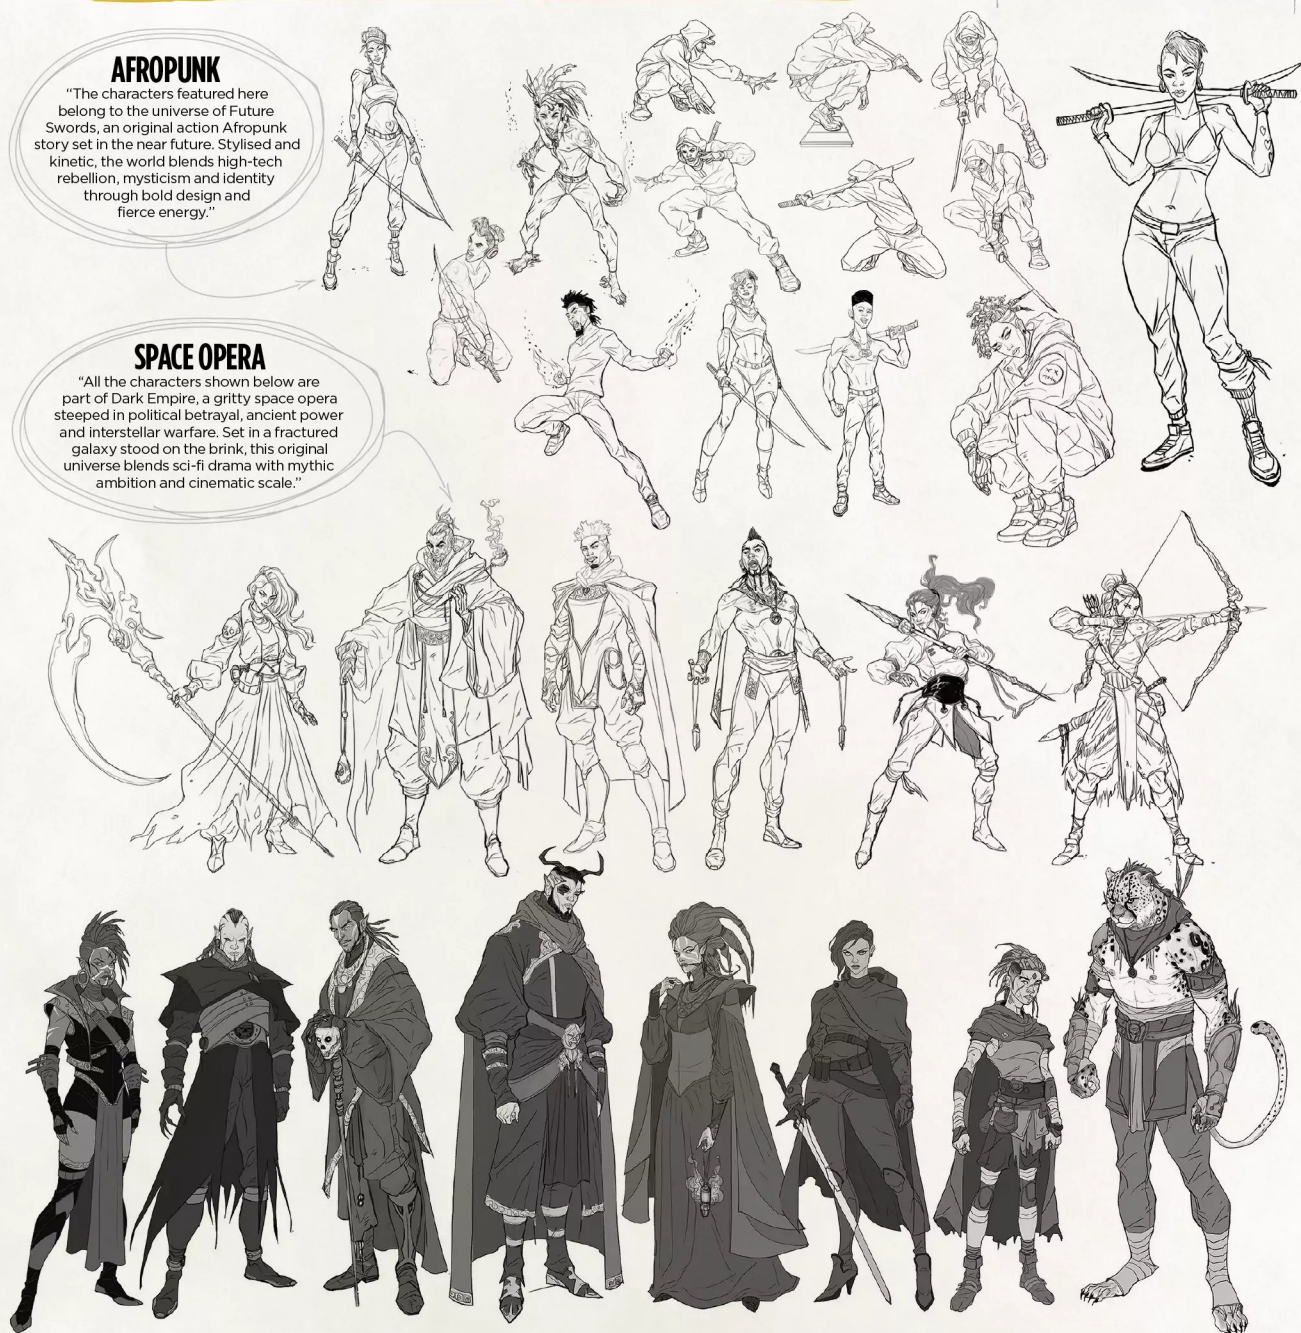 AFROPUNK
“The characters featured here
belong to the universe of Future
Swords, an original action Afropunk
story set in the near future. Stylised and
kinetic, the world blends high-tech
rebellion, mysticism and identity
through bold design and
fierce energy.”
SPACE OPERA
“All the characters shown below are
part of Dark Empire, a gritty space opera
steeped in political betrayal, ancient power
and interstellar warfare. Set in a fractured
galaxy stood on the brink, this original
universe blends sci-fi drama with mythic
ambition and cinematic scale.”